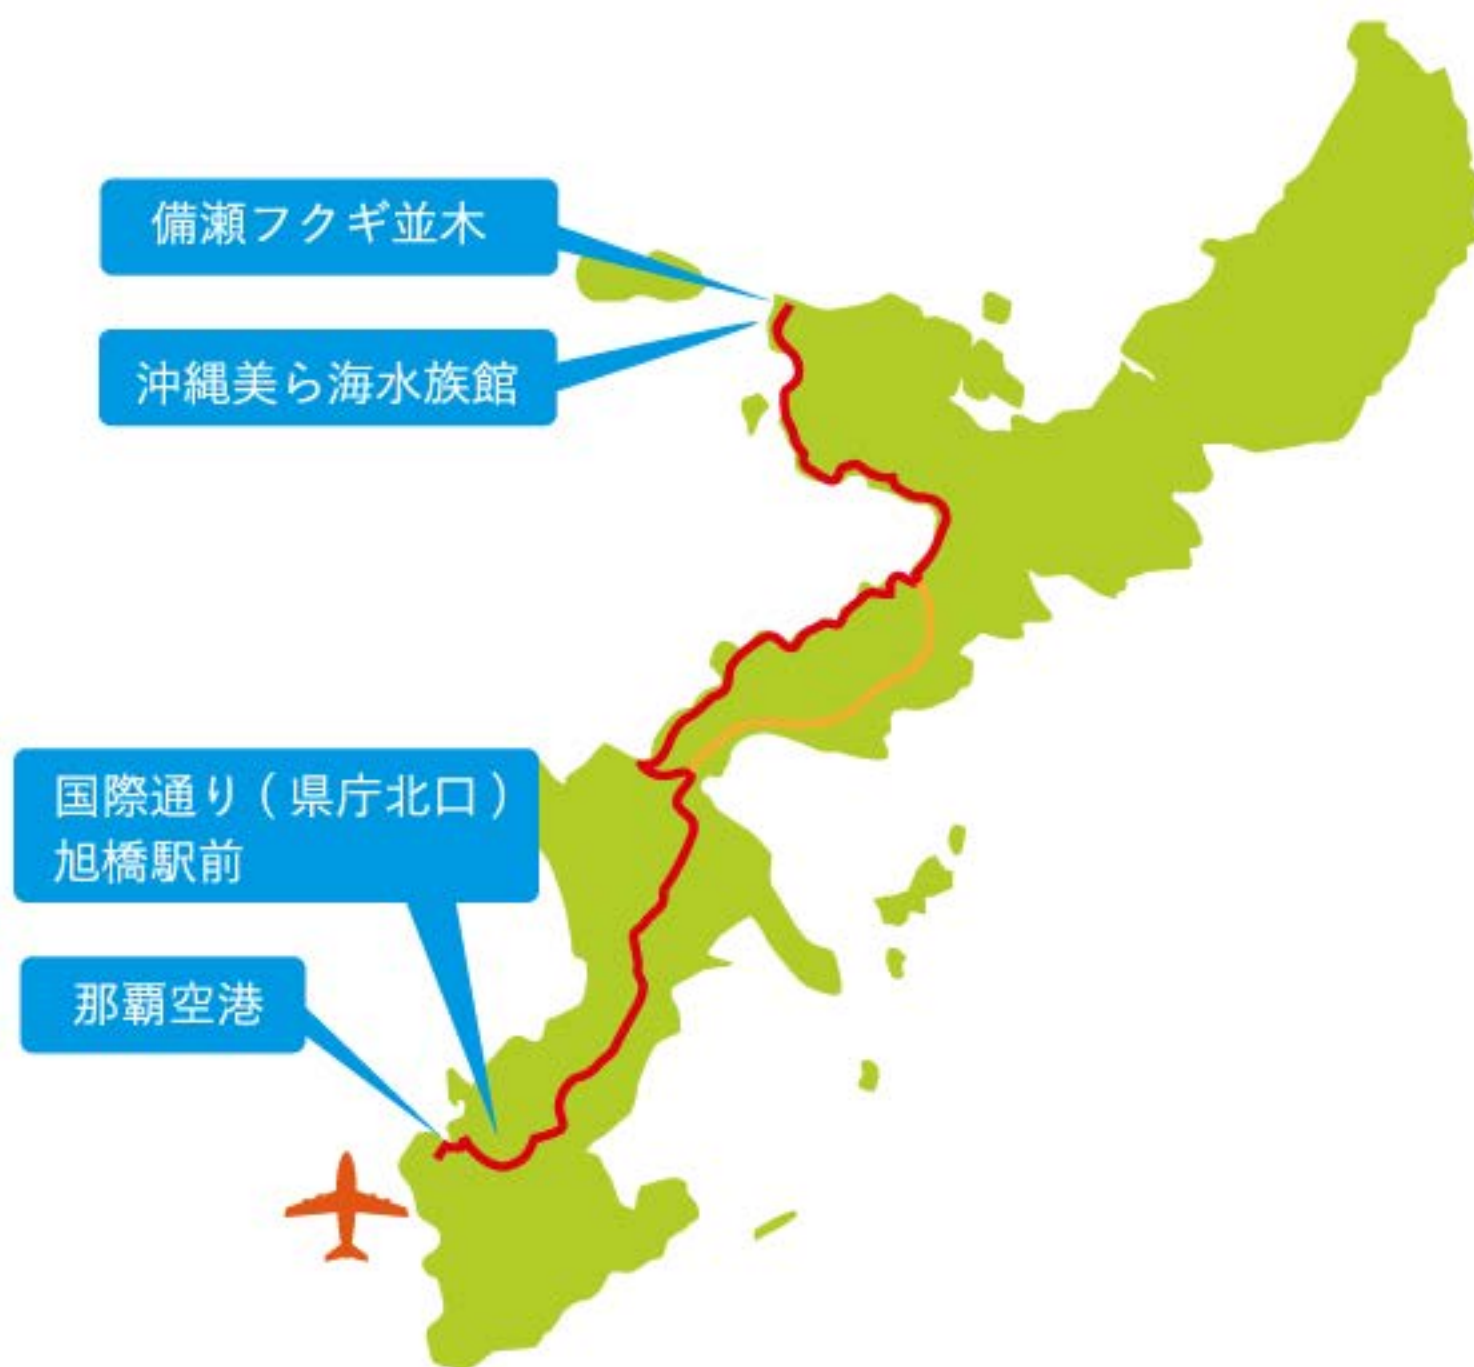 備瀬フクギ並木
沖縄美ら海水族館
国際通り(県庁北口)
旭橋駅前
那覇空港